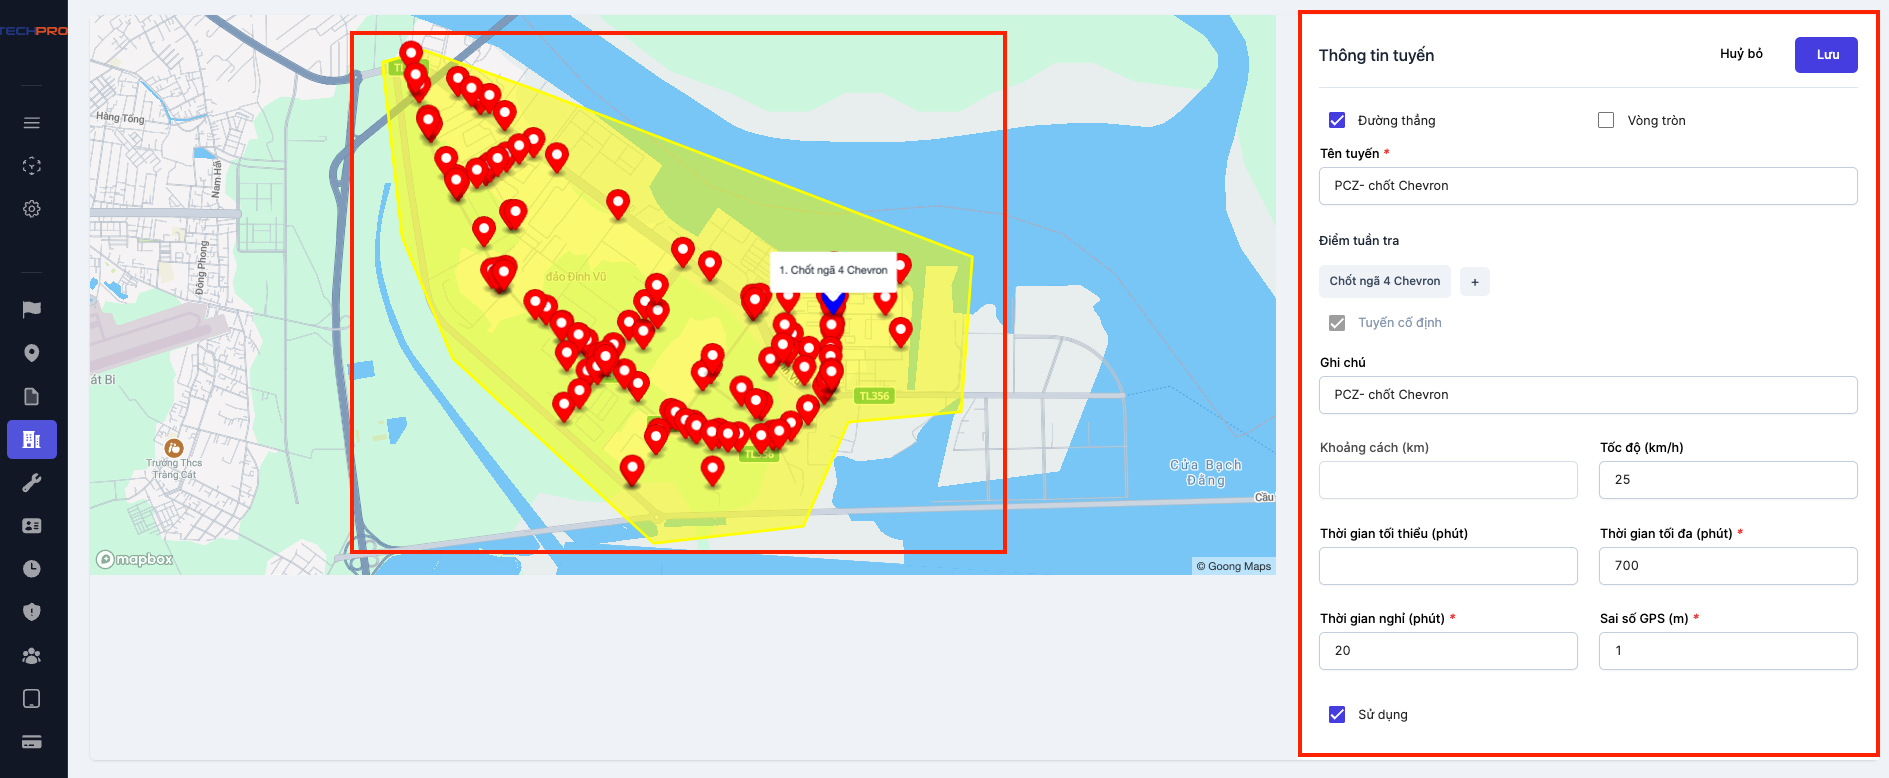 TECHPRO
Hàng Tổng
Nam Hải
Đông Phong
át Bi
Trường Thcs
Tràng Cát
đảo Đình Vũ
1. Chốt ngã 4 Chevron
TL356
TL356
Cửa Bạch
Đằng
Cầu
mapbox
© Goong Maps
Thông tin tuyến
Huỷ bỏ
Lưu
Đường thẳng
Vòng tròn
Tên tuyến *
PCZ- chốt Chevron
Điểm tuần tra
Chốt ngã 4 Chevron
+
Tuyến cố định
Ghi chú
PCZ- chốt Chevron
Khoảng cách (km)
Tốc độ (km/h)
25
Thời gian tối thiểu (phút)
Thời gian tối đa (phút) *
700
Thời gian nghỉ (phút) *
Sai số GPS (m) *
20
1
Sử dụng